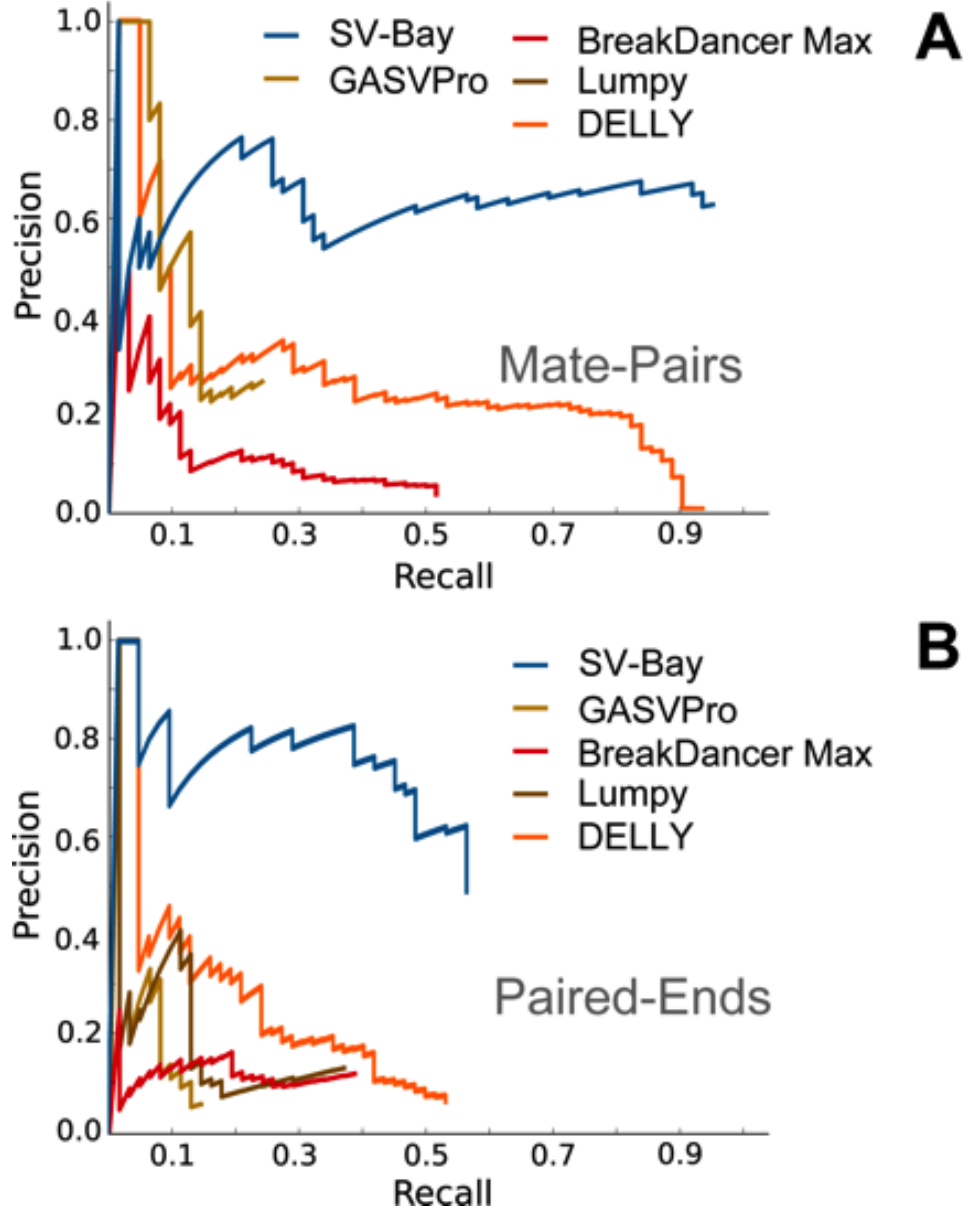 A
SV-Bay
GASVPro
BreakDancer Max
Lumpy
DELLY
1.0
0.8
0.6
0.4
0.2
0.0
Precision
Mate-Pairs
0.1 0.3 0.5 0.7 0.9
Recall
B
SV-Bay
GASVPro
BreakDancer Max
Lumpy
DELLY
1.0
0.8
0.6
0.4
0.2
0.0
Precision
Paired-Ends
0.1 0.3 0.5 0.7 0.9
Recall